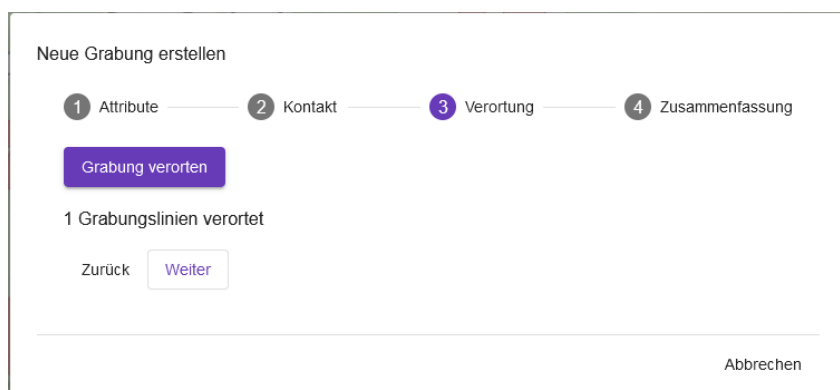 Neue Grabung erstellen
1 Attribute 2 Kontakt 3 Verortung 4 Zusammenfassung
Grabung verorten
1 Grabungslinien verortet
Zurück Weiter
Abbrechen